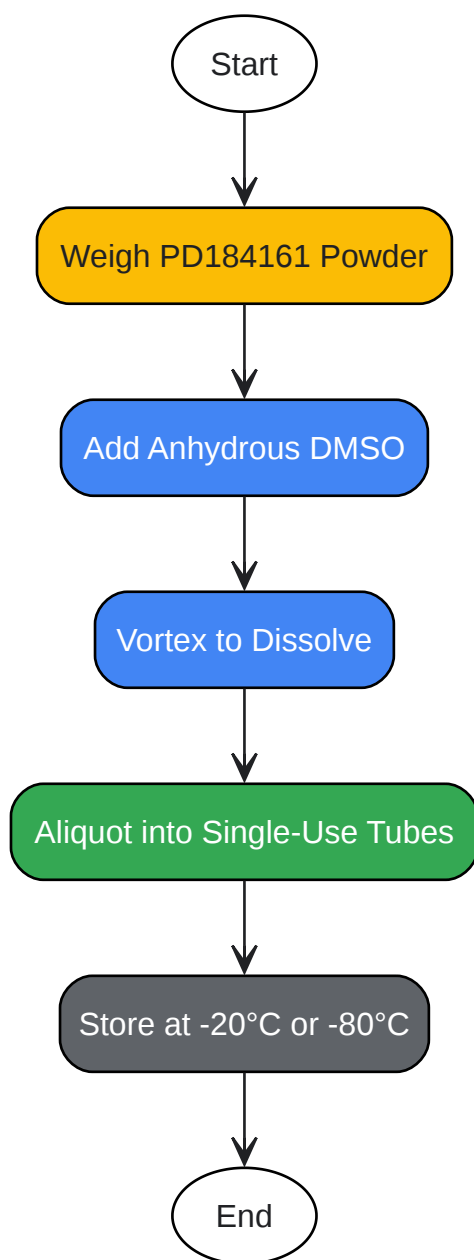 Start
Weigh PD184161 Powder
Add Anhydrous DMSO
Vortex to Dissolve
Aliquot into Single-Use Tubes
Store at -20°C or -80°C
End